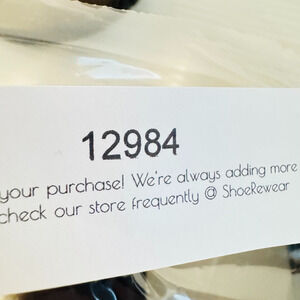 12984
your purchase! We're always adding more
check our store frequently @ ShoeRewear